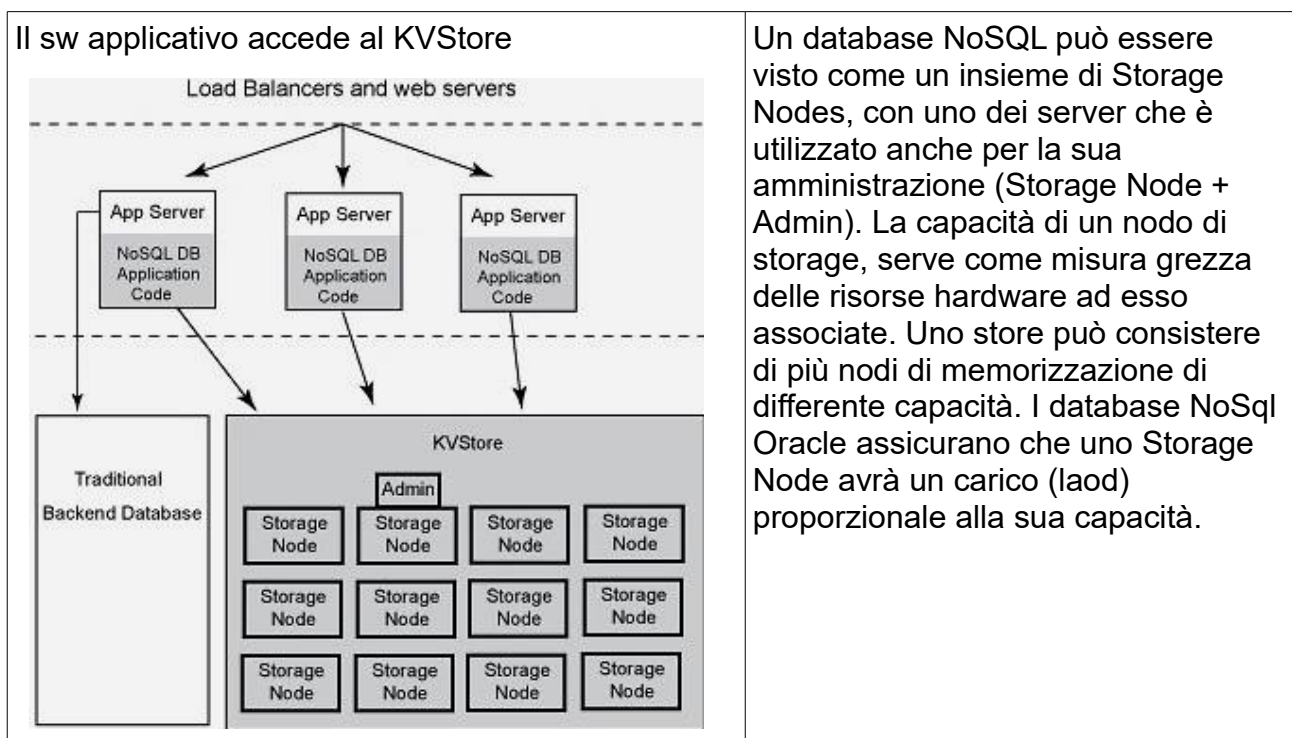 Il sw applicativo accede al KVStore
Load Balancers and web servers
App Server
NoSQL DB
Application
Code
App Server
NoSQL DB
Application
Code
App Server
NoSQL DB
Application
Code
Traditional
Backend Database
KVStore
Admin
Storage
Node
Storage
Node
Storage
Node
Storage
Node
Storage
Node
Storage
Node
Storage
Node
Storage
Node
Storage
Node
Storage
Node
Storage
Node
Storage
Node
Un database NoSQL può essere
visto come un insieme di Storage
Nodes, con uno dei server che è
utilizzato anche per la sua
amministrazione (Storage Node +
Admin). La capacità di un nodo di
storage, serve come misura grezza
delle risorse hardware ad esso
associate. Uno store può consistere
di più nodi di memorizzazione di
differente capacità. I database NoSql
Oracle assicurano che uno Storage
Node avrà un carico (laod)
proporzionale alla sua capacità.